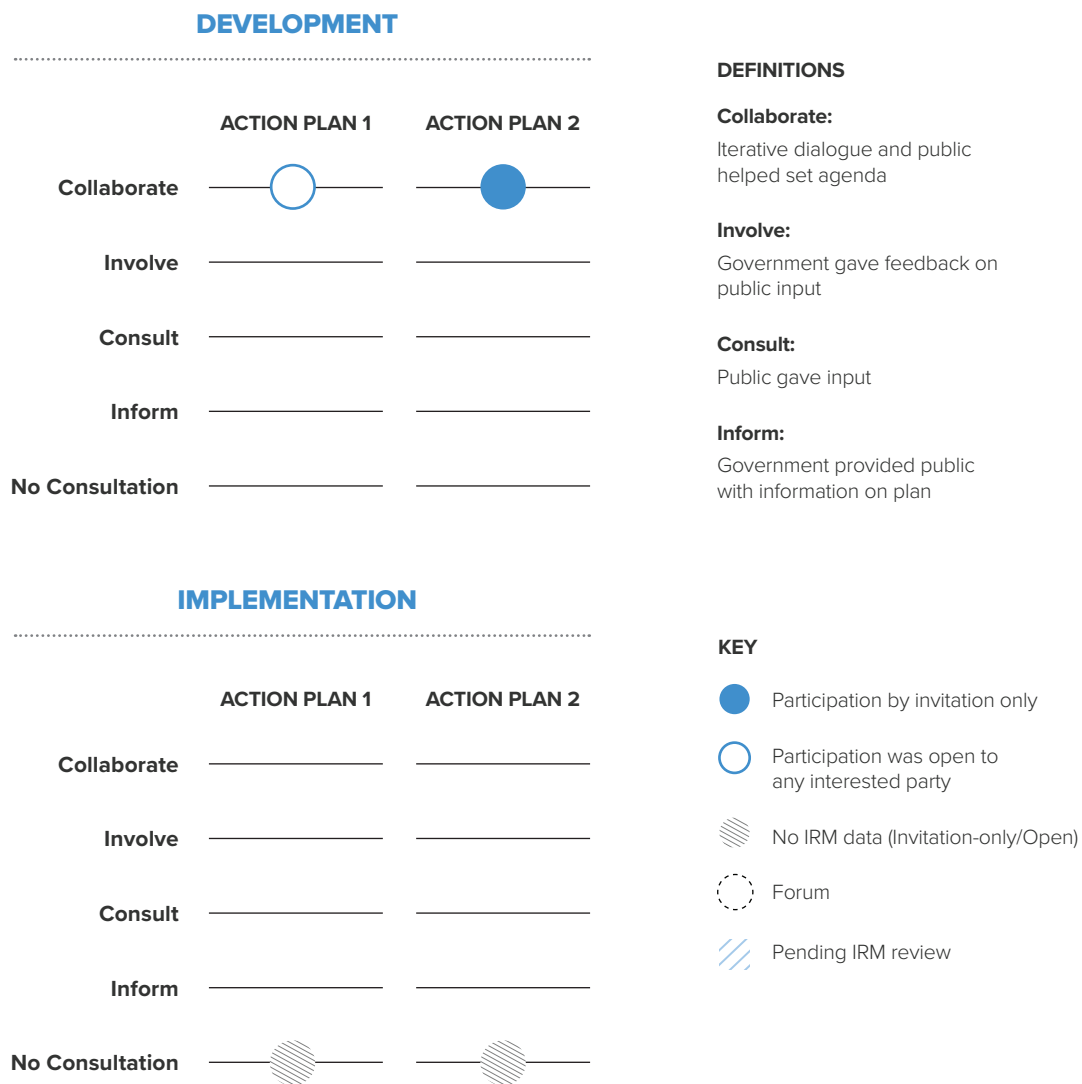 DEVELOPMENT
ACTION PLAN 1
ACTION PLAN 2
Collaborate
Involve
Consult
Inform
No Consultation
DEFINITIONS
Collaborate:
Iterative dialogue and public
helped set agenda
Involve:
Government gave feedback on
public input
Consult:
Public gave input
Inform:
Government provided public
with information on plan
IMPLEMENTATION
ACTION PLAN 1
ACTION PLAN 2
Collaborate
Involve
Consult
Inform
No Consultation
KEY
Participation by invitation only
Participation was open to
any interested party
No IRM data (Invitation-only/Open)
Forum
Pending IRM review